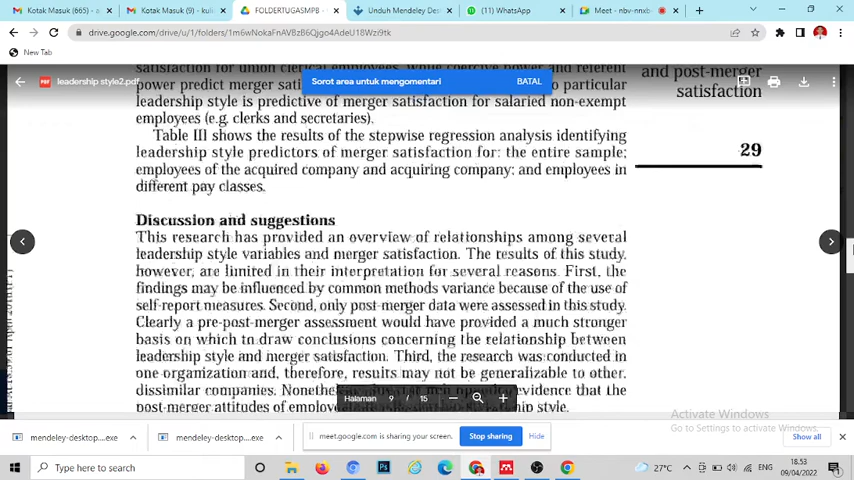 Kotak Masuk (665) - a
Kotak Masuk (9) - kul
FOLDERTUGASMPB -
Unduh Mendeley Des
(11) WhatsApp
Meet - nbv-nnxb-
drive.google.com/drive/u/1/folders/1m6wNokaFnAVBzB6Qjgo4AdeU18Wzi9tk
New Tab
leadership style2.pdf
Sorot area untuk mengomentari
BATAL
satisfaction for union clerical employees, while coercive power and referent
power predict merger sati
o particular
leadership style is predictive of merger satisfaction for salaried non-exempt
employees (e.g. clerks and secretaries).
Table III shows the results of the stepwise regression analysis identifying
leadership style predictors of merger satisfaction for: the entire sample;
employees of the acquired company and acquiring company; and employees in
different pay classes.
and post-merger
satisfaction
29
Discussion and suggestions
This research has provided an overview of relationships among several
leadership style variables and merger satisfaction. The results of this study,
however, are limited in their interpretation for several reasons. First, the
findings may be influenced by common methods variance because of the use of
self-report measures. Second, only post-merger data were assessed in this study.
Clearly a pre-post-merger assessment would have provided a much stronger
basis on which to draw conclusions concerning the relationship between
leadership style and merger satisfaction. Third, the research was conducted in
one organization and, therefore, results may not be generalizable to other,
dissimilar companies.
evidence that the
post-merger attitudes of employe
style.
Halaman 9 / 15
Activate Windows
Go to Settings to activate Windows.
mendeley-desktop....exe
mendeley-desktop....exe
meet.google.com is sharing your screen.
Stop sharing
Hide
Show all
Type here to search
27°C
ENG
18.53
09/04/2022